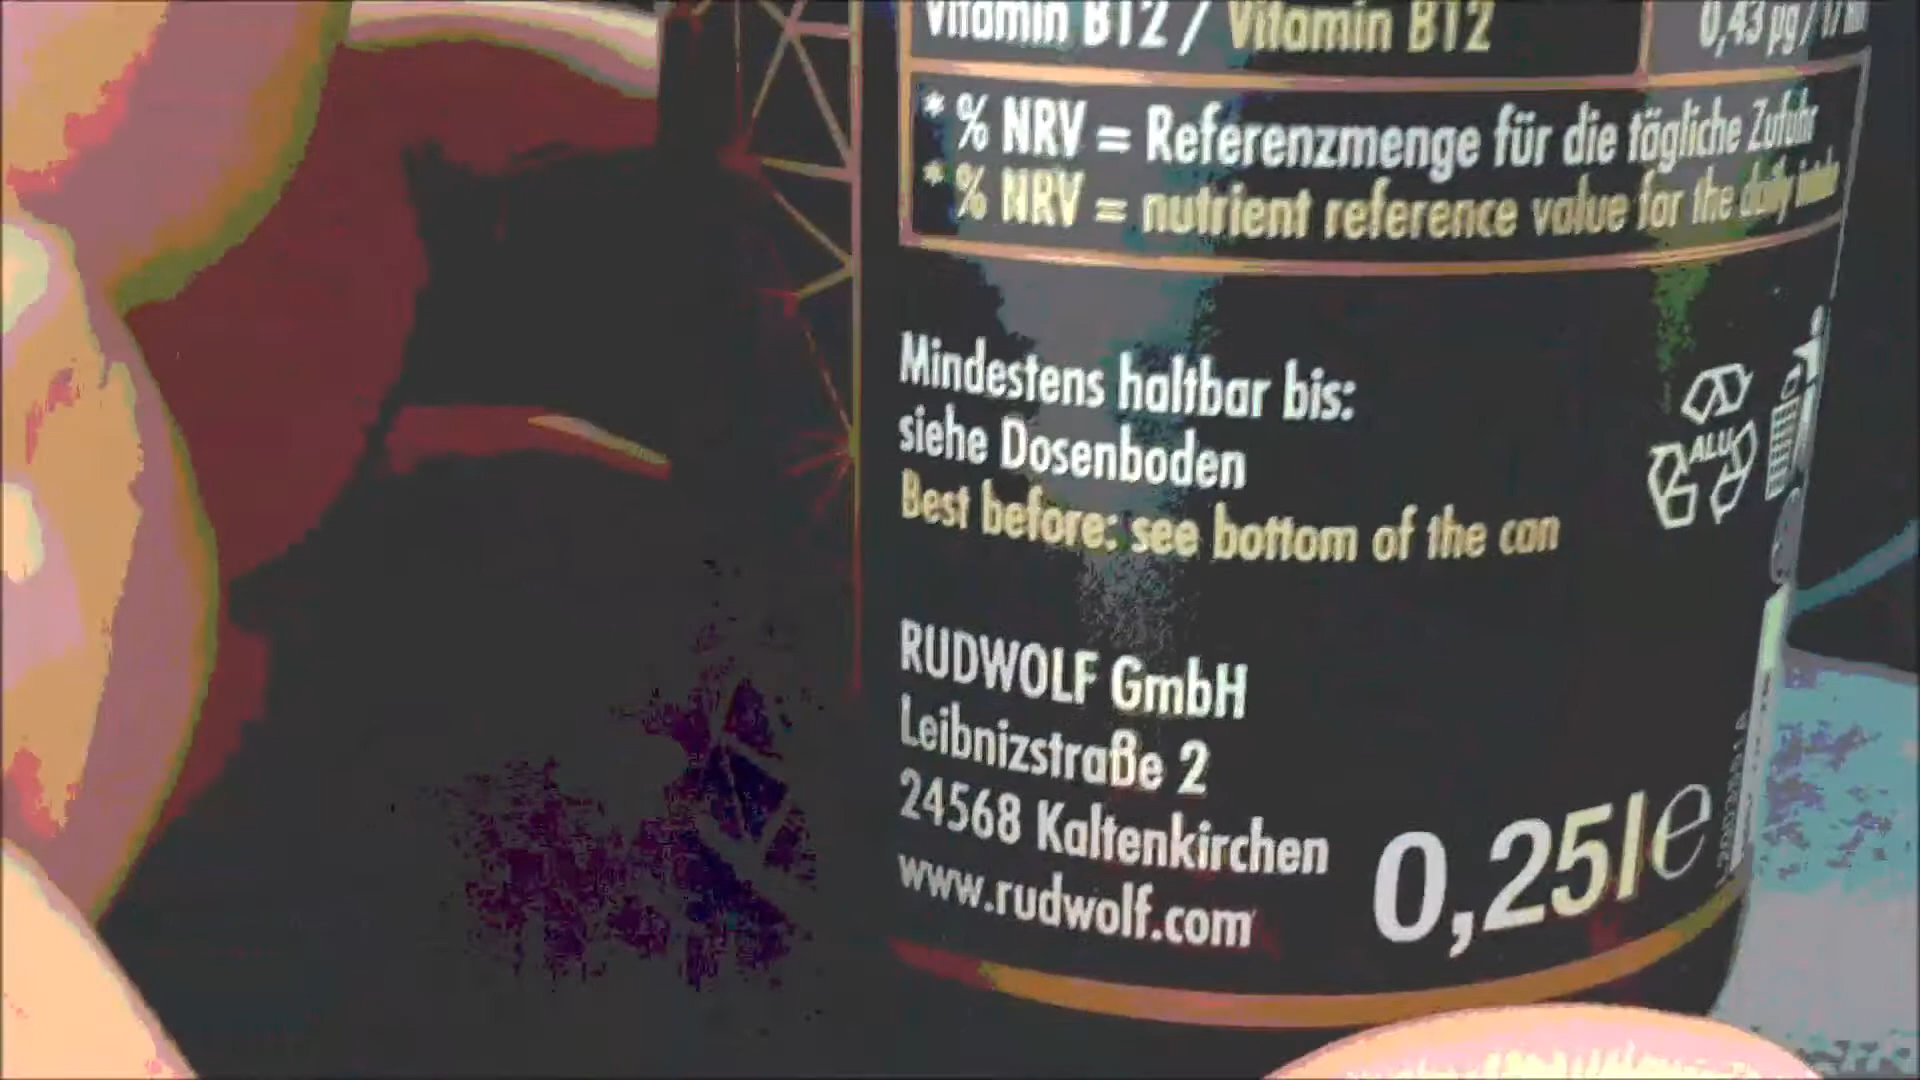 Vitamin B12 / Vitamin B12 0,43 µg /
* % NRV = Referenzmenge für die tägliche Zufuhr
* % NRV = nutrient reference value for the daily intake
Mindestens haltbar bis:
siehe Dosenboden
Best before: see bottom of the can
ALU
RUDWOLF GmbH
Leibnizstraße 2
24568 Kaltenkirchen
www.rudwolf.com
0,25l e